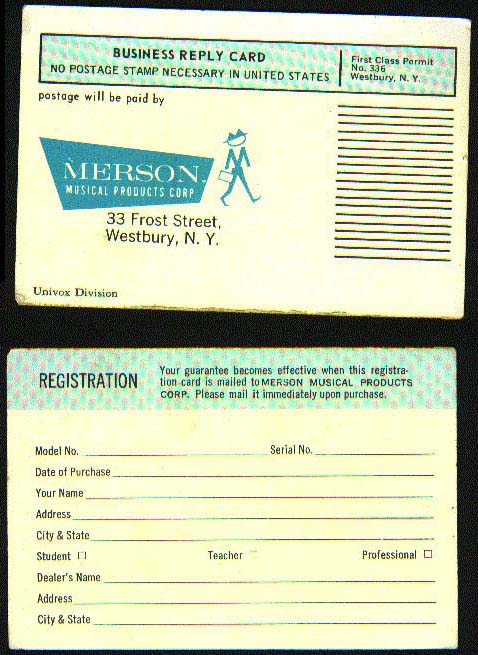 BUSINESS REPLY CARD
NO POSTAGE STAMP NECESSARY IN UNITED STATES
First Class Permit
No. 336
Westbury, N. Y.
postage will be paid by
MERSON
MUSICAL PRODUCTS CORP
33 Frost Street,
Westbury, N. Y.
Univox Division
REGISTRATION
Your guarantee becomes effective when this registra-
tion card is mailed to MERSON MUSICAL PRODUCTS
CORP. Please mail it immediately upon purchase.
Model No. Serial No.
Date of Purchase
Your Name
Address
City & State
Student Teacher Professional
Dealer's Name
Address
City & State